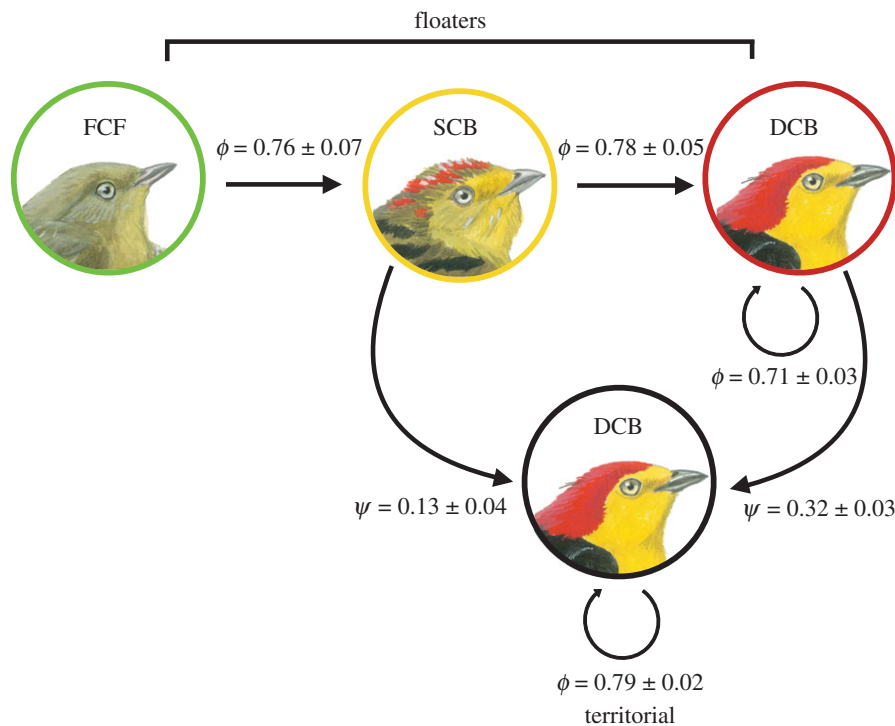 floaters
FCF
SCB
DCB
ϕ = 0.76 ± 0.07
ϕ = 0.78 ± 0.05
ϕ = 0.71 ± 0.03
DCB
ψ = 0.13 ± 0.04
ψ = 0.32 ± 0.03
ϕ = 0.79 ± 0.02
territorial